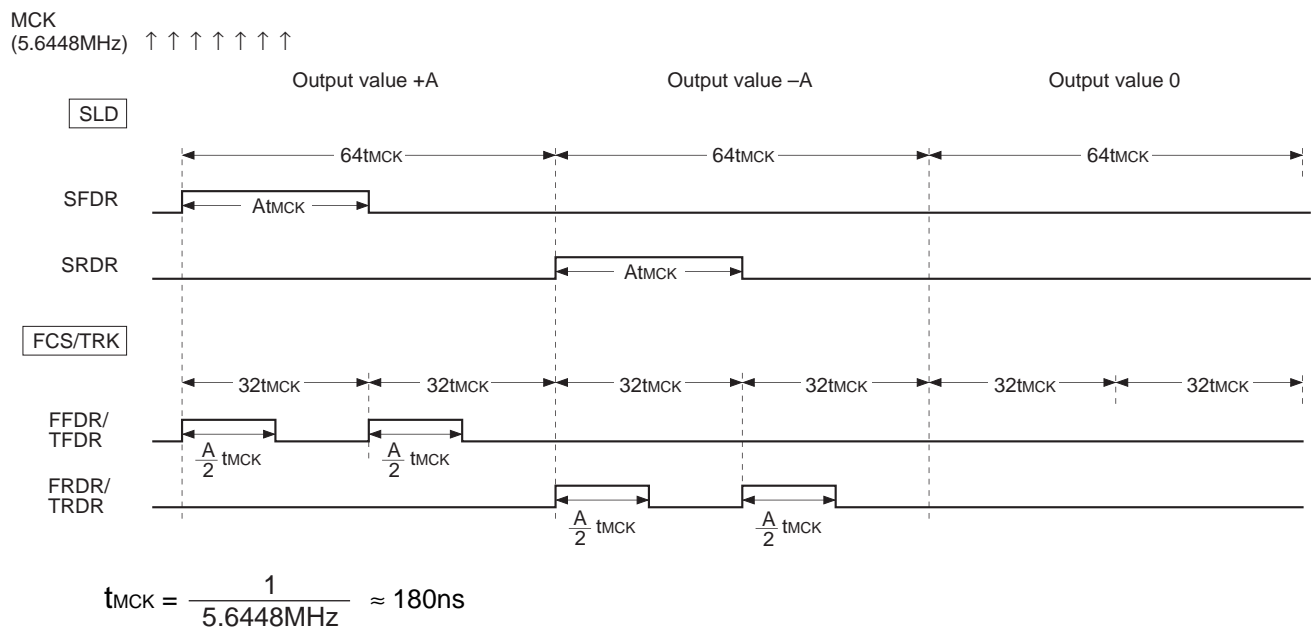 MCK
(5.6448MHz) ↑ ↑ ↑ ↑ ↑ ↑ ↑
Output value +A Output value –A Output value 0
SLD
64tMCK 64tMCK 64tMCK
SFDR
AtMCK
SRDR
AtMCK
FCS/TRK
32tMCK 32tMCK 32tMCK 32tMCK 32tMCK 32tMCK
FFDR/
TFDR
A/2 tMCK A/2 tMCK
FRDR/
TRDR
A/2 tMCK A/2 tMCK
tMCK = 1/5.6448MHz ≈ 180ns